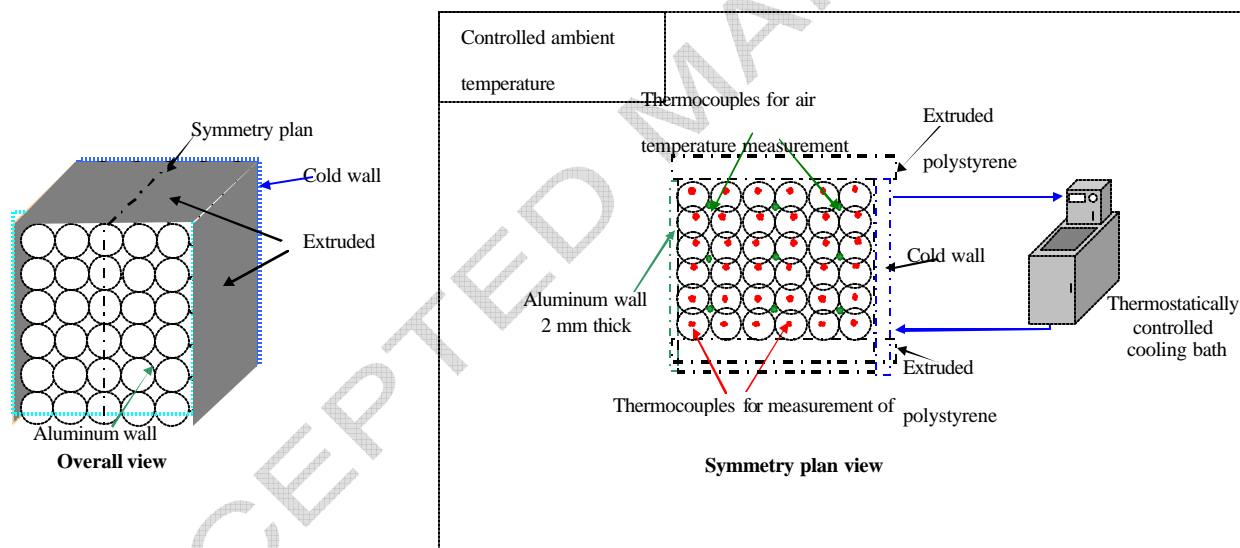 Symmetry plan
Cold wall
Extruded
Aluminum wall
Overall view
Controlled ambient
temperature
Thermocouples for air
temperature measurement
Extruded
polystyrene
Cold wall
Aluminum wall
2 mm thick
Thermostatically
controlled
cooling bath
Extruded
polystyrene
Thermocouples for measurement of
Symmetry plan view
CEPTED MA